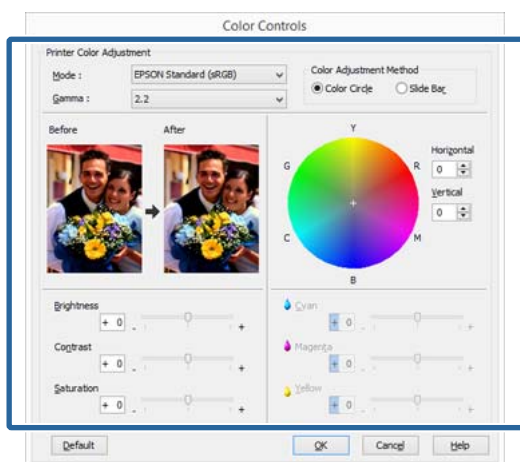 Color Controls
Printer Color Adjustment
Mode : EPSON Standard (sRGB)
Gamma : 2.2
Color Adjustment Method
Color Circle Slide Bar
Before After
Y
G R
C M
B
Horizontal
0
Vertical
0
Brightness
+ 0 - +
Contrast
+ 0 - +
Saturation
+ 0 - +
Cyan
+ 0 - +
Magenta
+ 0 - +
Yellow
+ 0 - +
Default OK Cancel Help